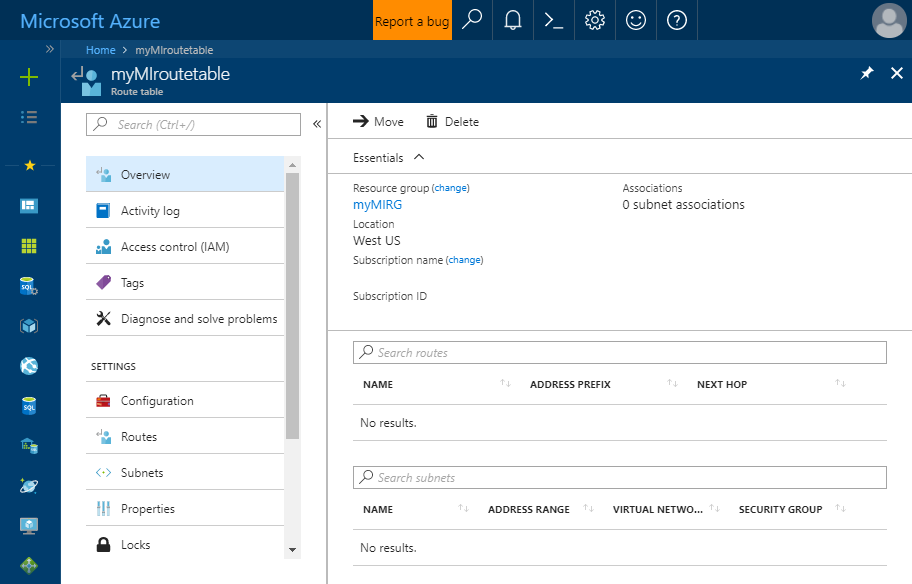 Microsoft Azure
Report a bug
Home > myMIroutetable
myMIroutetable
Route table
Search (Ctrl+/)
Overview
Activity log
Access control (IAM)
Tags
Diagnose and solve problems
SETTINGS
Configuration
Routes
Subnets
Properties
Locks
Move
Delete
Essentials
Resource group (change)
myMIRG
Location
West US
Subscription name (change)
Subscription ID
Associations
0 subnet associations
Search routes
NAME ADDRESS PREFIX NEXT HOP
No results.
Search subnets
NAME ADDRESS RANGE VIRTUAL NETWO... SECURITY GROUP
No results.